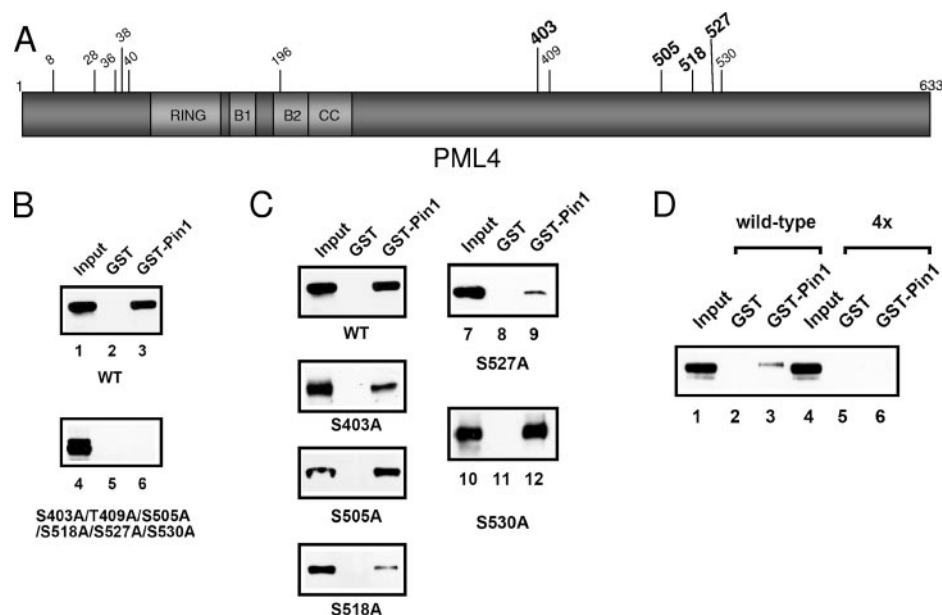 A
1
8
28
36
38
40
196
403
409
505
518
527
530
633
RING
B1
B2
CC
PML4
B
Input
GST
GST-Pin1
1 2 3
WT
4 5 6
S403A/T409A/S505A
/S518A/S527A/S530A
C
Input
GST
GST-Pin1
WT
S403A
S505A
S518A
Input
GST
GST-Pin1
7 8 9
S527A
10 11 12
S530A
D
wild-type
4x
Input
GST
GST-Pin1
Input
GST
GST-Pin1
1 2 3 4 5 6